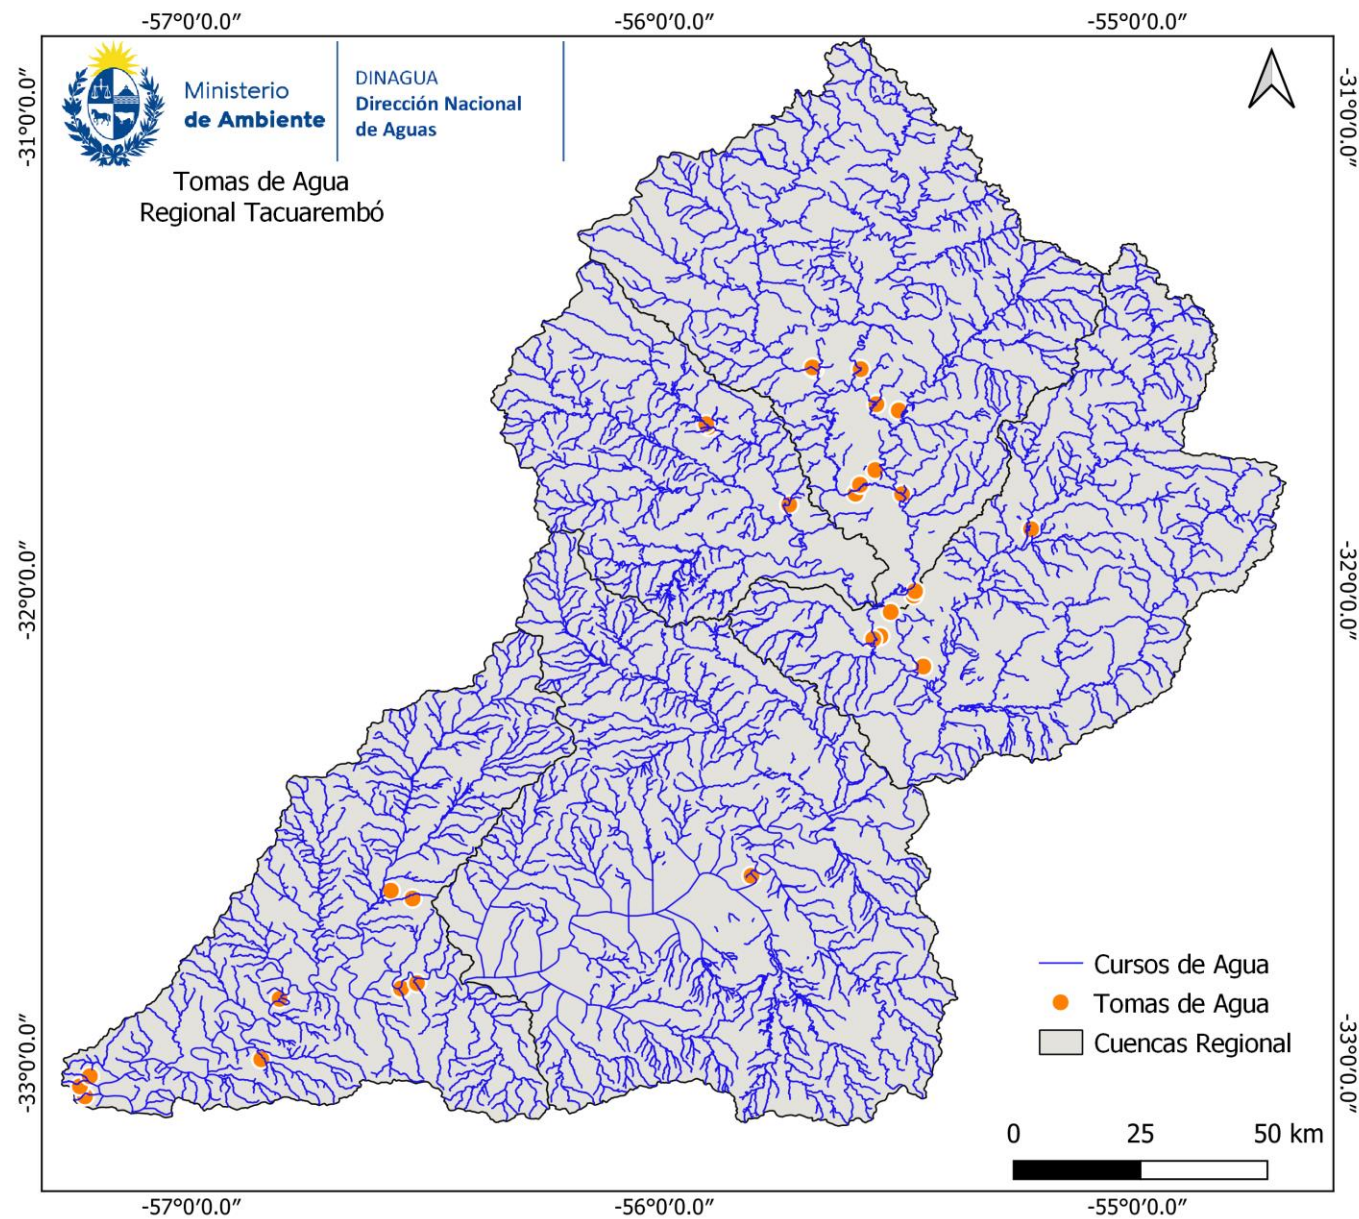 -57°0′0.0″
-56°0′0.0″
-55°0′0.0″
-31°0′0.0″
-31°0′0.0″
Ministerio
de Ambiente
DINAGUA
Dirección Nacional
de Aguas
Tomas de Agua
Regional Tacuarembó
-32°0′0.0″
-32°0′0.0″
Cursos de Agua
Tomas de Agua
Cuencas Regional
-33°0′0.0″
-33°0′0.0″
0 25 50 km
-57°0′0.0″
-56°0′0.0″
-55°0′0.0″